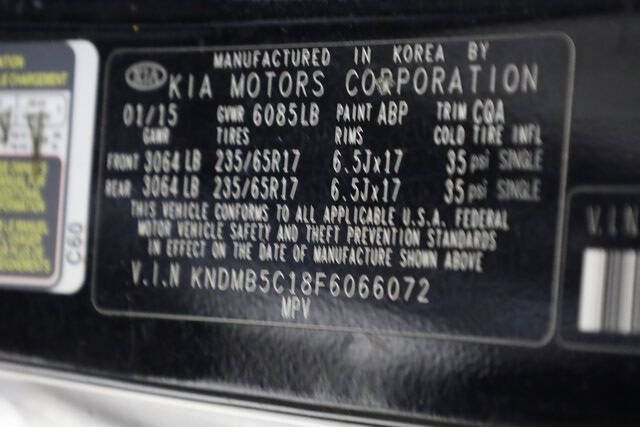 MANUFACTURED IN KOREA BY
KIA KIA MOTORS CORPORATION
01/15 GVWR 6085LB PAINT ABP TRIM CQA
GAWR TIRES RIMS COLD TIRE INFL
FRONT 3064 LB 235/65R17 6.5Jx17 35 psi SINGLE
REAR 3064 LB 235/65R17 6.5Jx17 35 psi SINGLE
THIS VEHICLE CONFORMS TO ALL APPLICABLE U.S.A. FEDERAL
MOTOR VEHICLE SAFETY AND THEFT PREVENTION STANDARDS
IN EFFECT ON THE DATE OF MANUFACTURE SHOWN ABOVE
V.I.N KNDMB5C18F6066072
MPV
C60
V.I.N